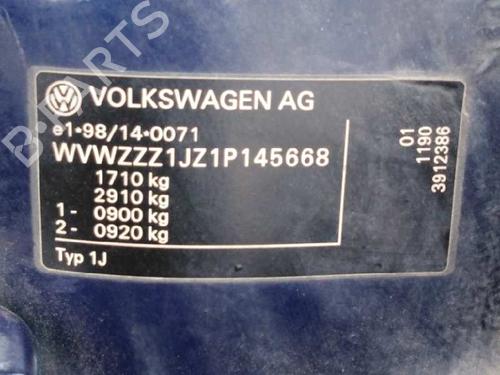 VOLKSWAGEN AG
e1*98/14*0071
WVWZZZ1JZ1P145668
1710 kg
2910 kg
1- 0900 kg
2- 0920 kg
Typ 1J
01
1190
3912386
B-PARTS